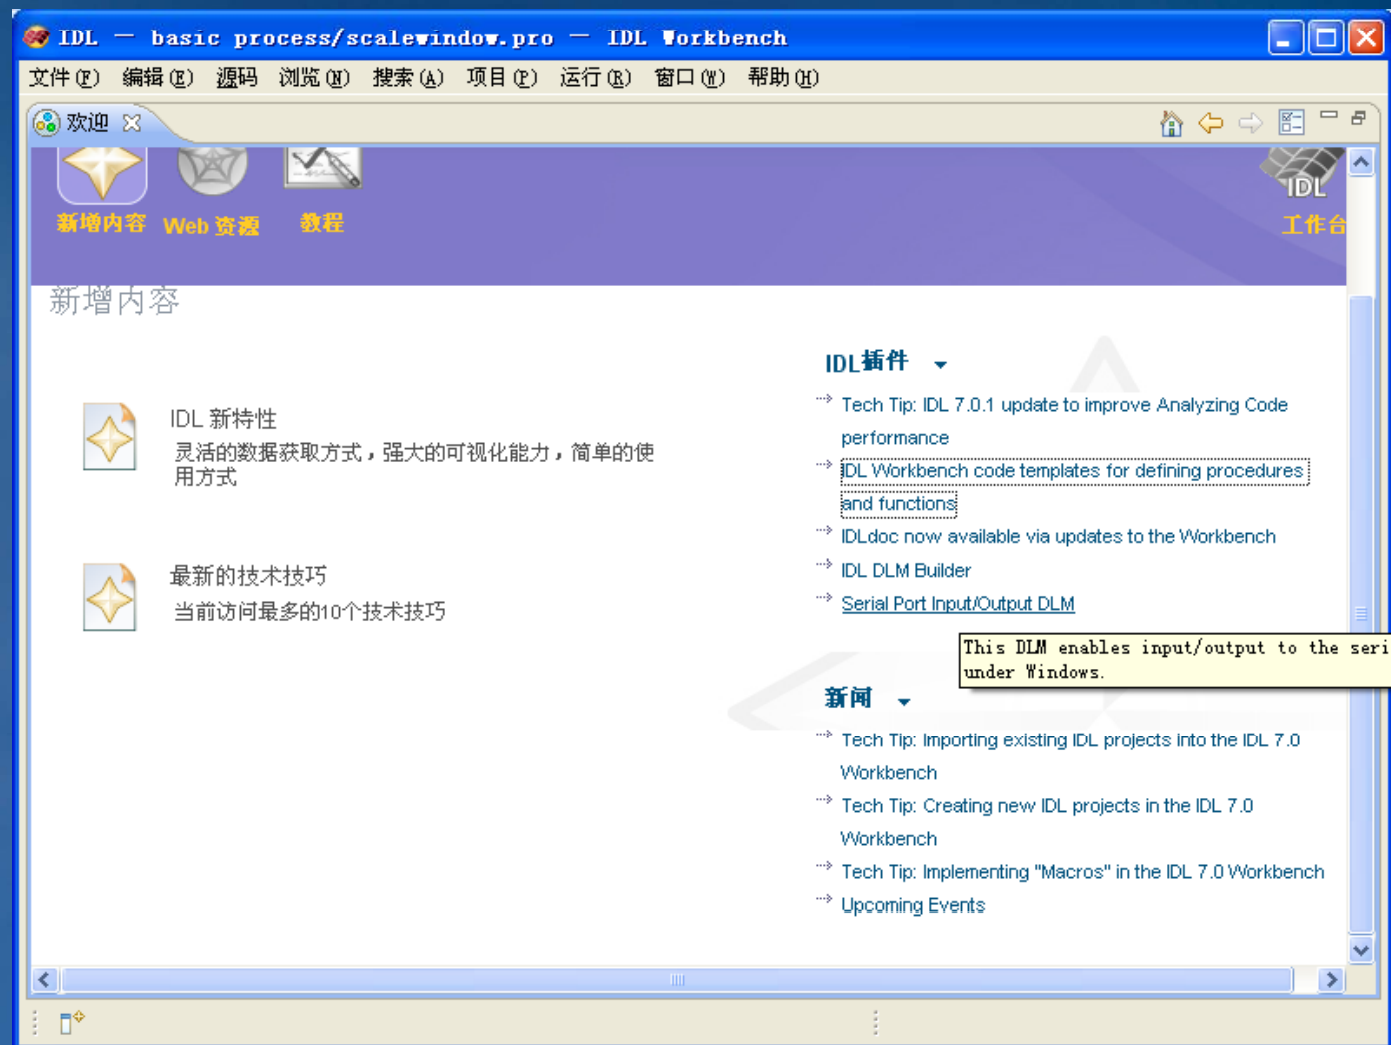 IDL — basic process/scalewindow.pro — IDL Workbench
文件(F) 编辑(E) 源码 浏览(N) 搜索(A) 项目(P) 运行(R) 窗口(W) 帮助(H)
欢迎
IDL
新增内容 Web 资源 教程 工作台
新增内容
IDL 新特性
灵活的数据获取方式，强大的可视化能力，简单的使
用方式
最新的技术技巧
当前访问最多的10个技术技巧
IDL插件
Tech Tip: IDL 7.0.1 update to improve Analyzing Code
performance
IDL Workbench code templates for defining procedures
and functions
IDLdoc now available via updates to the Workbench
IDL DLM Builder
Serial Port Input/Output DLM
This DLM enables input/output to the seri
under Windows.
新闻
Tech Tip: Importing existing IDL projects into the IDL 7.0
Workbench
Tech Tip: Creating new IDL projects in the IDL 7.0
Workbench
Tech Tip: Implementing "Macros" in the IDL 7.0 Workbench
Upcoming Events